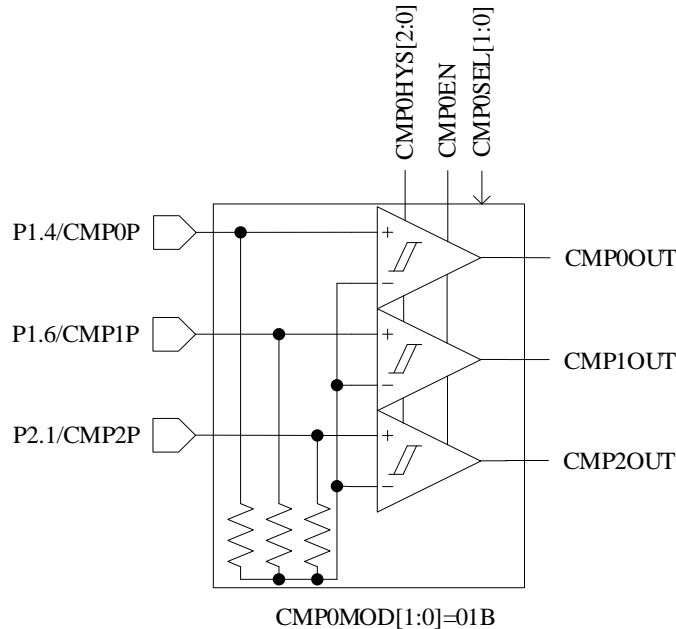 CMP0HYS[2:0]
CMP0EN
CMP0SEL[1:0]
P1.4/CMP0P
+
−
CMP0OUT
P1.6/CMP1P
+
−
CMP1OUT
P2.1/CMP2P
+
−
CMP2OUT
CMP0MOD[1:0]=01B